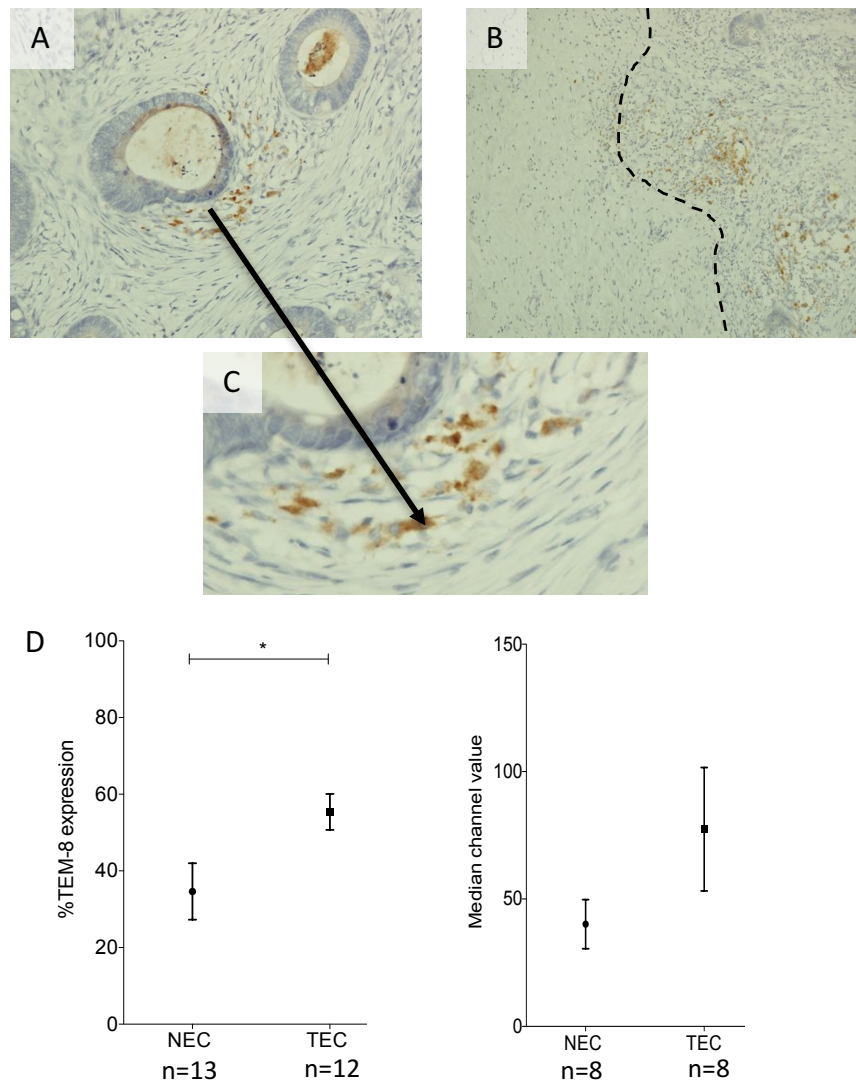 A
B
C
D
100
80
60
40
20
0
%TEM-8 expression
*
NEC
TEC
n=13
n=12
150
100
50
0
Median channel value
NEC
TEC
n=8
n=8